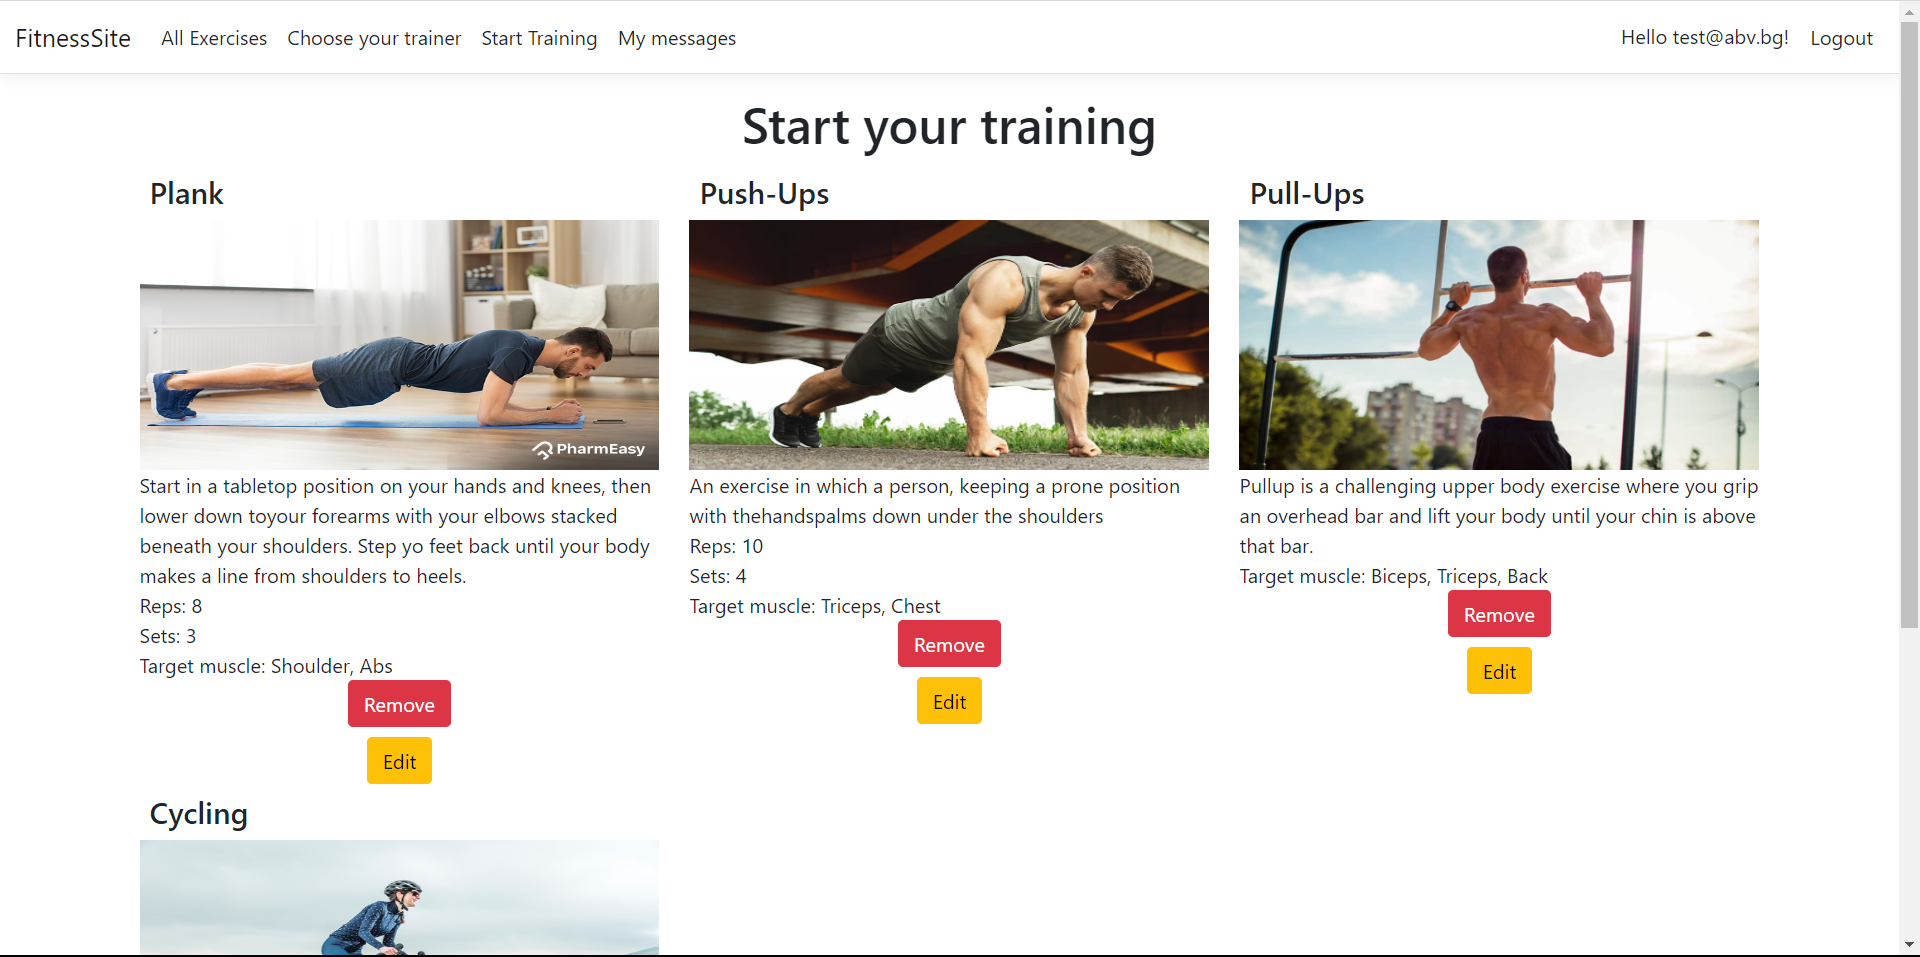 FitnessSite
All Exercises
Choose your trainer
Start Training
My messages
Hello test@abv.bg!
Logout
Start your training
Plank
PharmEasy
Start in a tabletop position on your hands and knees, then
lower down toyour forearms with your elbows stacked
beneath your shoulders. Step yo feet back until your body
makes a line from shoulders to heels.
Reps: 8
Sets: 3
Target muscle: Shoulder, Abs
Remove
Edit
Push-Ups
An exercise in which a person, keeping a prone position
with thehandspalms down under the shoulders
Reps: 10
Sets: 4
Target muscle: Triceps, Chest
Remove
Edit
Pull-Ups
Pullup is a challenging upper body exercise where you grip
an overhead bar and lift your body until your chin is above
that bar.
Target muscle: Biceps, Triceps, Back
Remove
Edit
Cycling